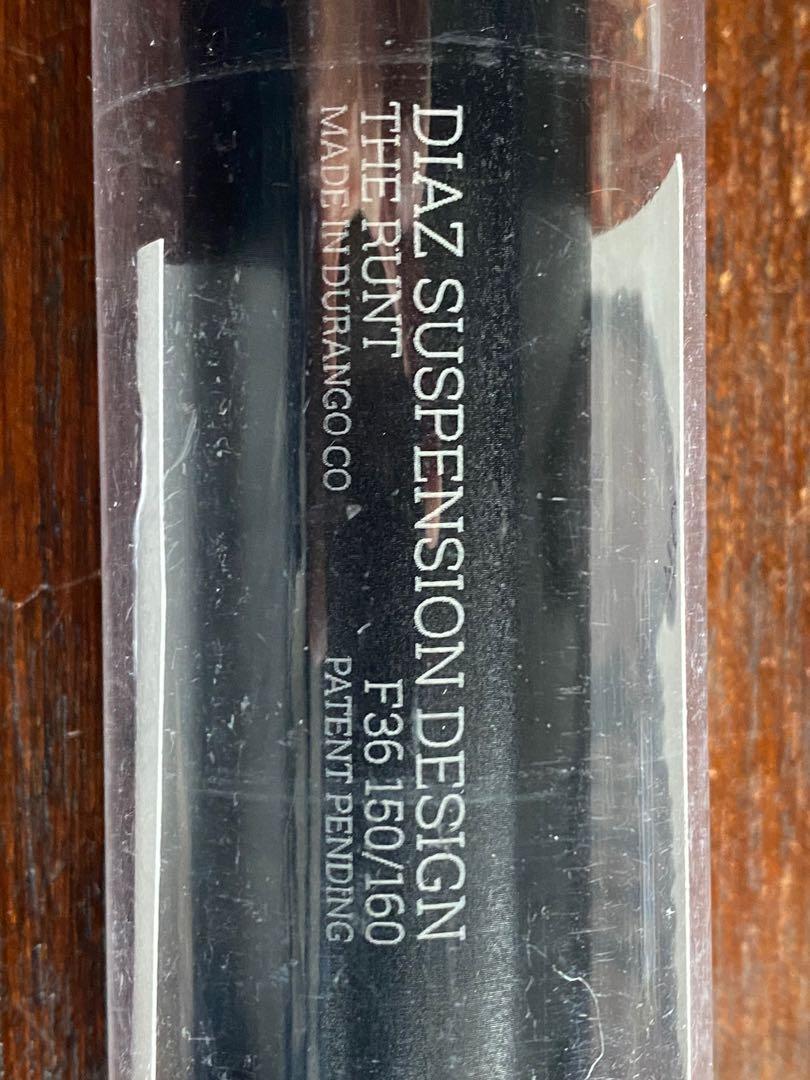 DIAZ SUSPENSION DESIGN
THE RUNT F36 150/160
MADE IN DURANGO CO PATENT PENDING